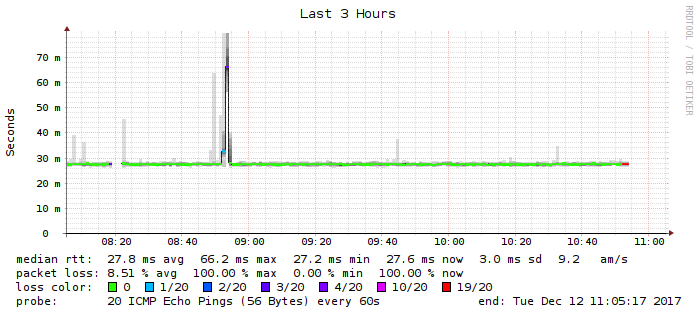 Last 3 Hours
RRDTOOL / TOBI OETIKER
Seconds
70 m
60 m
50 m
40 m
30 m
20 m
10 m
0
08:20 08:40 09:00 09:20 09:40 10:00 10:20 10:40 11:00
median rtt: 27.8 ms avg 66.2 ms max 27.2 ms min 27.6 ms now 3.0 ms sd 9.2 am/s
packet loss: 8.51 % avg 100.00 % max 0.00 % min 100.00 % now
loss color: 0 1/20 2/20 3/20 4/20 10/20 19/20
probe: 20 ICMP Echo Pings (56 Bytes) every 60s end: Tue Dec 12 11:05:17 2017